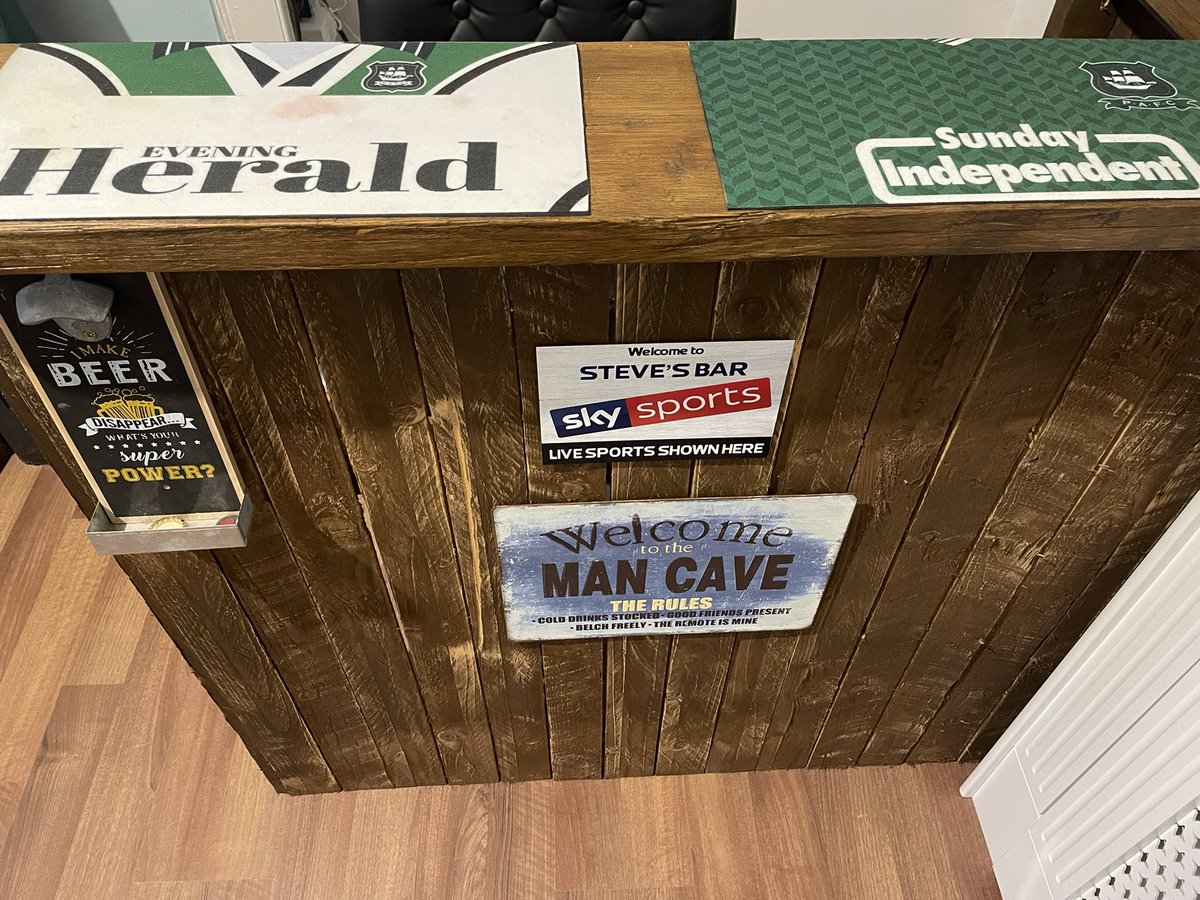 EVENING
Herald
P.A.F.C
Sunday
Independent
I MAKE
BEER
DISAPPEAR...
WHAT'S YOUR
super
POWER?
Welcome to
STEVE'S BAR
sky sports
LIVE SPORTS SHOWN HERE
Welcome
to the
MAN CAVE
THE RULES
• COLD DRINKS STOCKED • GOOD FRIENDS PRESENT
• BELCH FREELY • THE REMOTE IS MINE